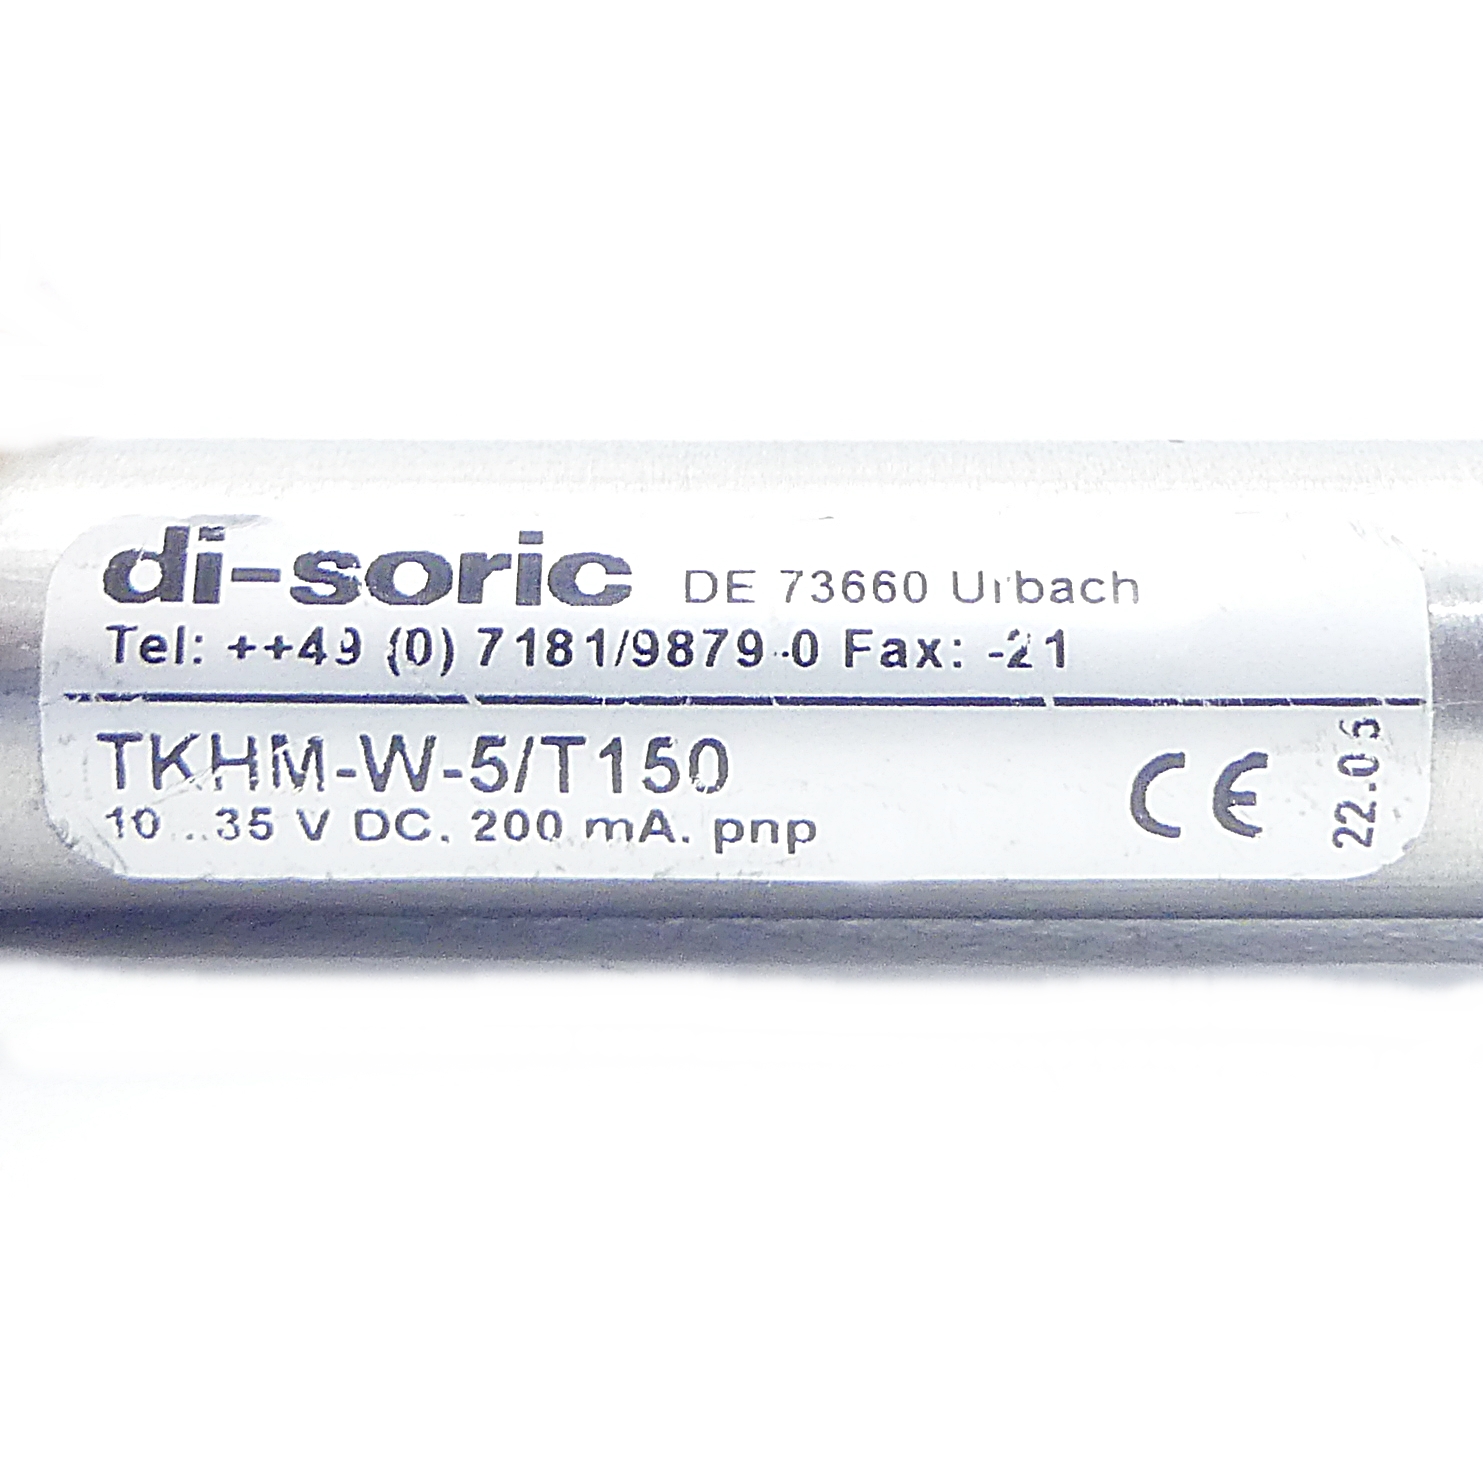 di-soric DE 73660 Urbach
Tel: ++49 (0) 7181/9879-0 Fax: -21
TKHM-W-5/T150
10...35 V DC, 200 mA, pnp
CE
22.05